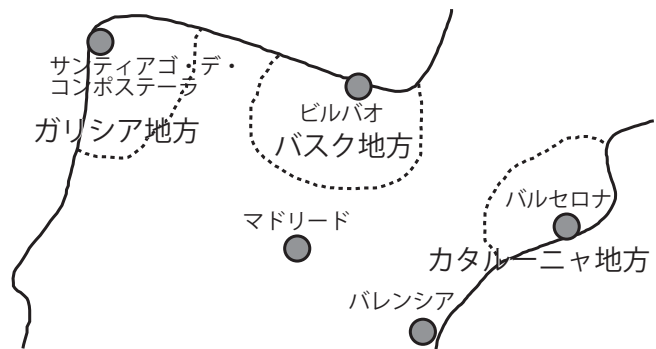 サンティアゴ・デ・
コンポステーラ
ガリシア地方
ビルバオ
バスク地方
バルセロナ
マドリード
カタルーニャ地方
バレンシア